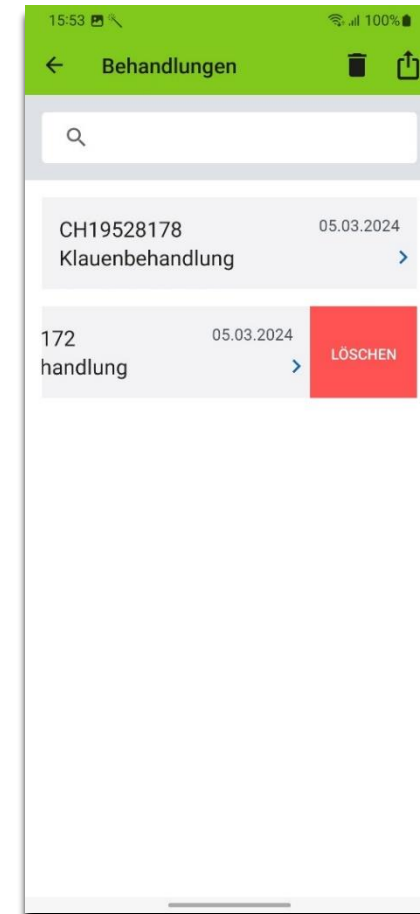 15:53 100%
Behandlungen
CH19528178 05.03.2024
Klauenbehandlung
172 05.03.2024
handlung
LÖSCHEN